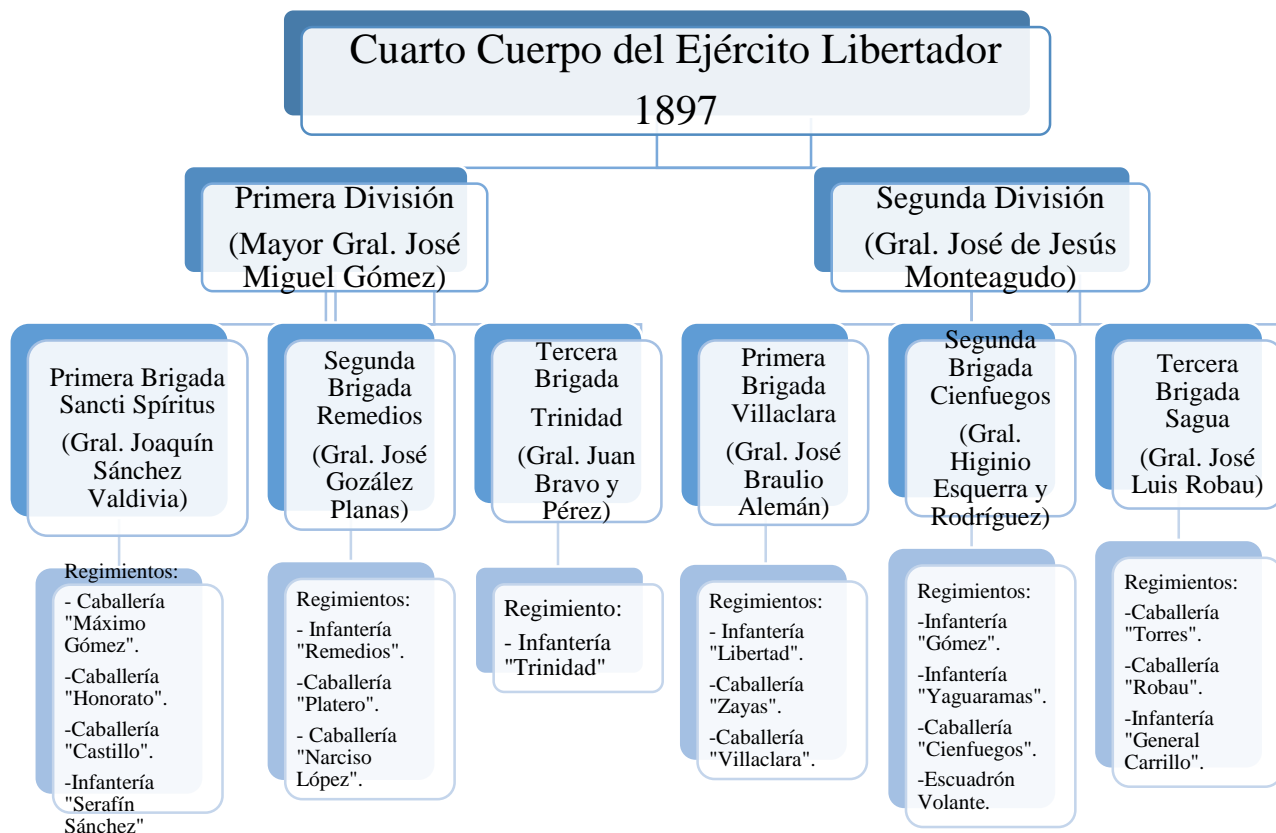 Cuarto Cuerpo del Ejército Libertador
1897
Primera División
(Mayor Gral. José
Miguel Gómez)
Segunda División
(Gral. José de Jesús
Monteagudo)
Primera Brigada
Sancti Spíritus
(Gral. Joaquín
Sánchez
Valdivia)
Segunda
Brigada
Remedios
(Gral. José
Gozález
Planas)
Tercera
Brigada
Trinidad
(Gral. Juan
Bravo y
Pérez)
Primera
Brigada
Villaclara
(Gral. José
Braulio
Alemán)
Segunda
Brigada
Cienfuegos
(Gral.
Higinio
Esquerra y
Rodríguez)
Tercera
Brigada
Sagua
(Gral. José
Luis Robau)
Regimientos:
- Caballería
"Máximo
Gómez".
-Caballería
"Honorato".
-Caballería
"Castillo".
-Infantería
"Serafín
Sánchez"
Regimientos:
- Infantería
"Remedios".
-Caballería
"Platero".
- Caballería
"Narciso
López".
Regimiento:
- Infantería
"Trinidad"
Regimientos:
- Infantería
"Libertad".
-Caballería
"Zayas".
-Caballería
"Villaclara".
Regimientos:
-Infantería
"Gómez".
-Infantería
"Yaguaramas".
-Caballería
"Cienfuegos".
-Escuadrón
Volante.
Regimientos:
-Caballería
"Torres".
-Caballería
"Robau".
-Infantería
"General
Carrillo".